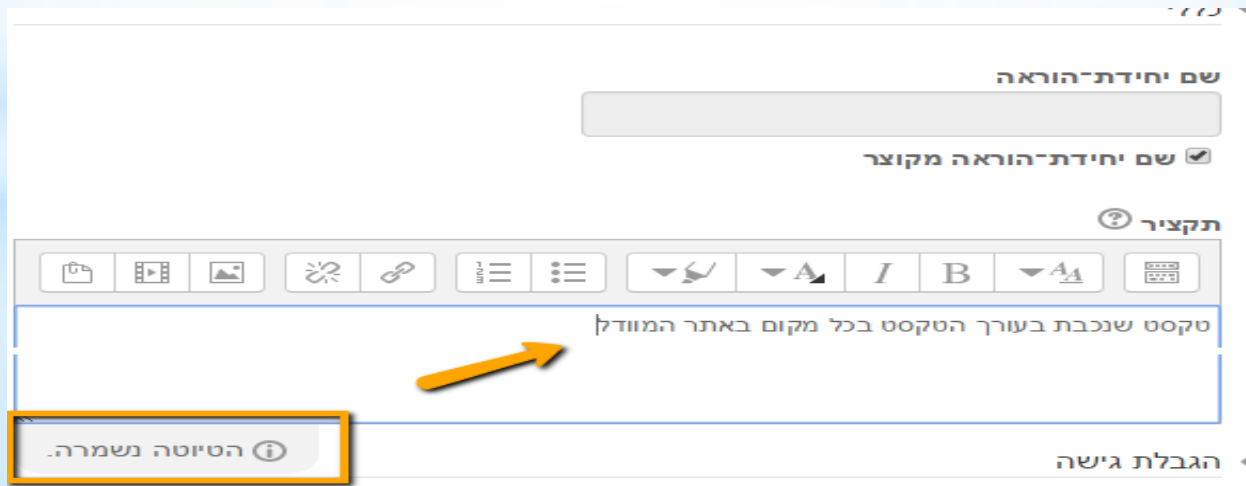 כללי
שם יחידת־הוראה
שם יחידת־הוראה מקוצר
תקציר
טקסט שנכבת בעורך הטקסט בכל מקום באתר המוודל
הטיוטה נשמרה.
הגבלת גישה